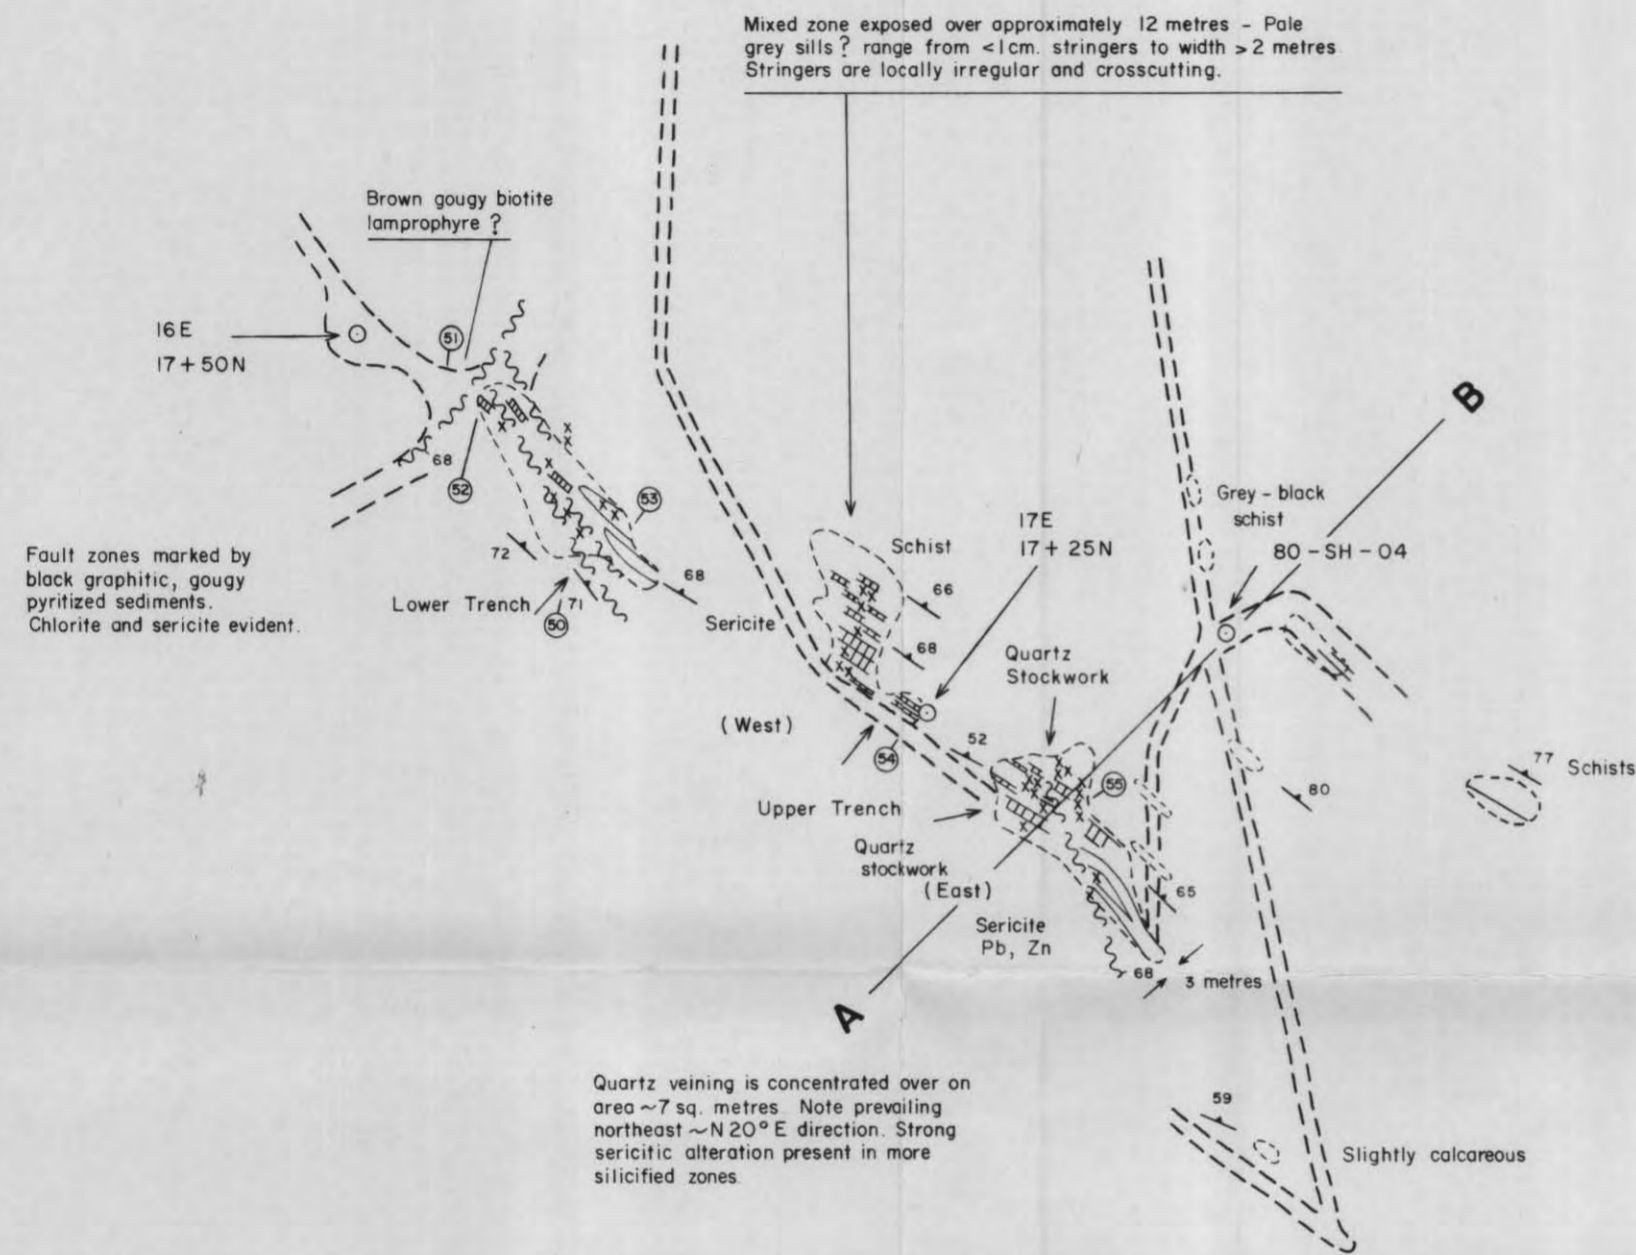 Mixed zone exposed over approximately 12 metres - Pale
grey sills? range from <1cm. stringers to width >2 metres
Stringers are locally irregular and crosscutting.
Brown gougy biotite
lamprophyre ?
16 E
17 + 50 N
51
68
52
53
72
Lower Trench
50
71
68
Fault zones marked by
black graphitic, gougy
pyritized sediments.
Chlorite and sericite evident.
Sericite
Schist
66
68
17E
17 + 25N
Grey - black
schist
80 - SH - 04
B
Quartz
Stockwork
(West)
54
52
55
Upper Trench
Quartz
stockwork
(East)
Sericite
Pb, Zn
65
68
3 metres
80
77 Schists
A
Quartz veining is concentrated over on
area ~7 sq. metres Note prevailing
northeast ~N 20° E direction. Strong
sericitic alteration present in more
silicified zones.
59
Slightly calcareous